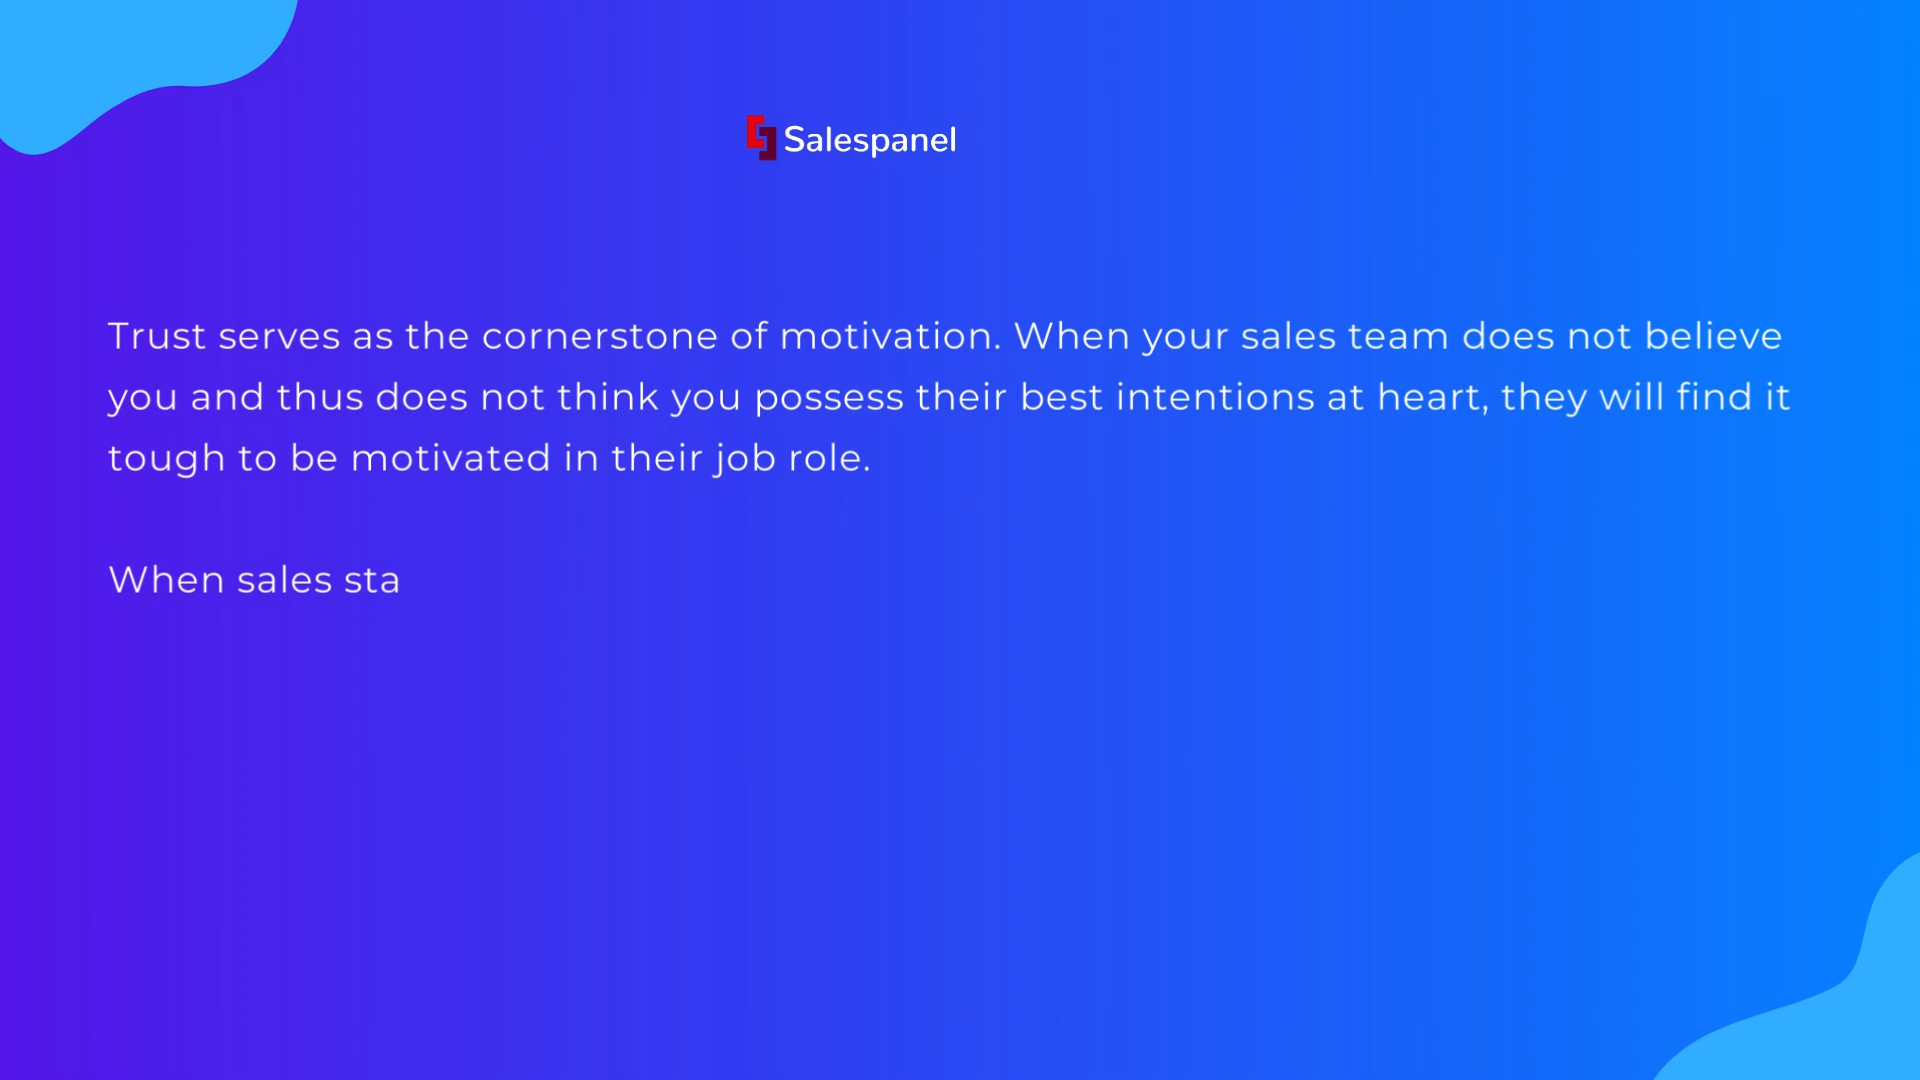 Salespanel
Trust serves as the cornerstone of motivation. When your sales team does not believe
you and thus does not think you possess their best intentions at heart, they will find it
tough to be motivated in their job role.
When sales sta